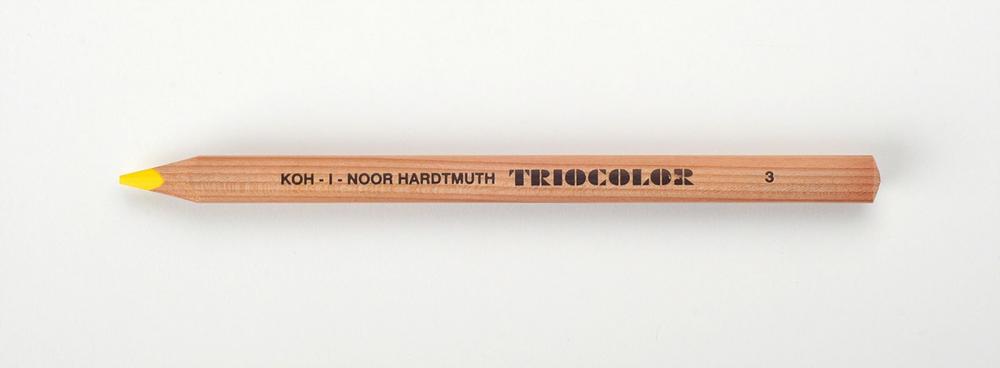 KOH - I - NOOR HARDTMUTH TRIOCOLOR 3